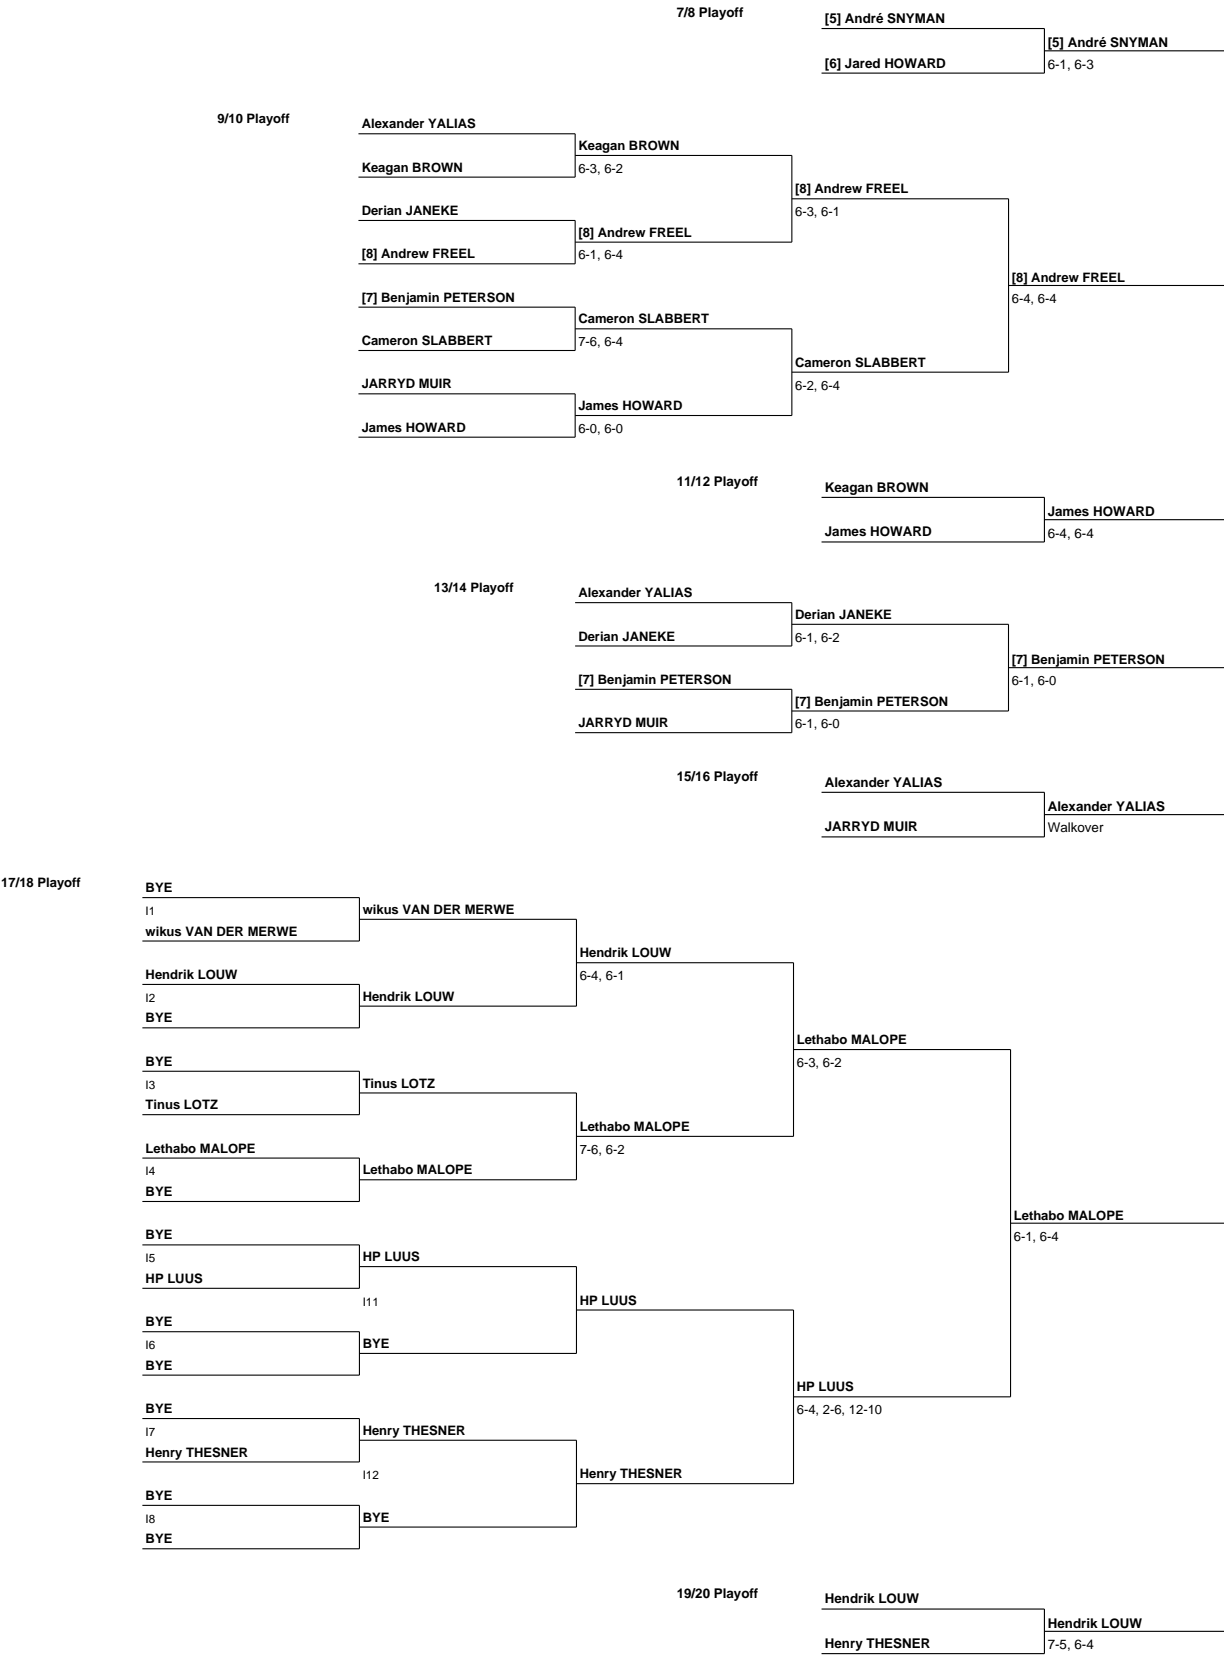 7/8 Playoff
[5] André SNYMAN
[5] André SNYMAN
[6] Jared HOWARD
6-1, 6-3
9/10 Playoff
Alexander YALIAS
Keagan BROWN
Keagan BROWN
6-3, 6-2
[8] Andrew FREEL
Derian JANEKE
6-3, 6-1
[8] Andrew FREEL
[8] Andrew FREEL
6-1, 6-4
[8] Andrew FREEL
[7] Benjamin PETERSON
6-4, 6-4
Cameron SLABBERT
Cameron SLABBERT
7-6, 6-4
Cameron SLABBERT
JARRYD MUIR
6-2, 6-4
James HOWARD
James HOWARD
6-0, 6-0
11/12 Playoff
Keagan BROWN
James HOWARD
James HOWARD
6-4, 6-4
13/14 Playoff
Alexander YALIAS
Derian JANEKE
Derian JANEKE
6-1, 6-2
[7] Benjamin PETERSON
[7] Benjamin PETERSON
6-1, 6-0
[7] Benjamin PETERSON
JARRYD MUIR
6-1, 6-0
15/16 Playoff
Alexander YALIAS
Alexander YALIAS
JARRYD MUIR
Walkover
17/18 Playoff
BYE
I1
wikus VAN DER MERWE
wikus VAN DER MERWE
Hendrik LOUW
Hendrik LOUW
6-4, 6-1
I2
Hendrik LOUW
BYE
Lethabo MALOPE
BYE
6-3, 6-2
I3
Tinus LOTZ
Tinus LOTZ
Lethabo MALOPE
Lethabo MALOPE
7-6, 6-2
I4
Lethabo MALOPE
BYE
Lethabo MALOPE
BYE
6-1, 6-4
I5
HP LUUS
HP LUUS
I11
HP LUUS
BYE
I6
BYE
BYE
HP LUUS
BYE
6-4, 2-6, 12-10
I7
Henry THESNER
Henry THESNER
I12
Henry THESNER
BYE
I8
BYE
BYE
19/20 Playoff
Hendrik LOUW
Hendrik LOUW
Henry THESNER
7-5, 6-4